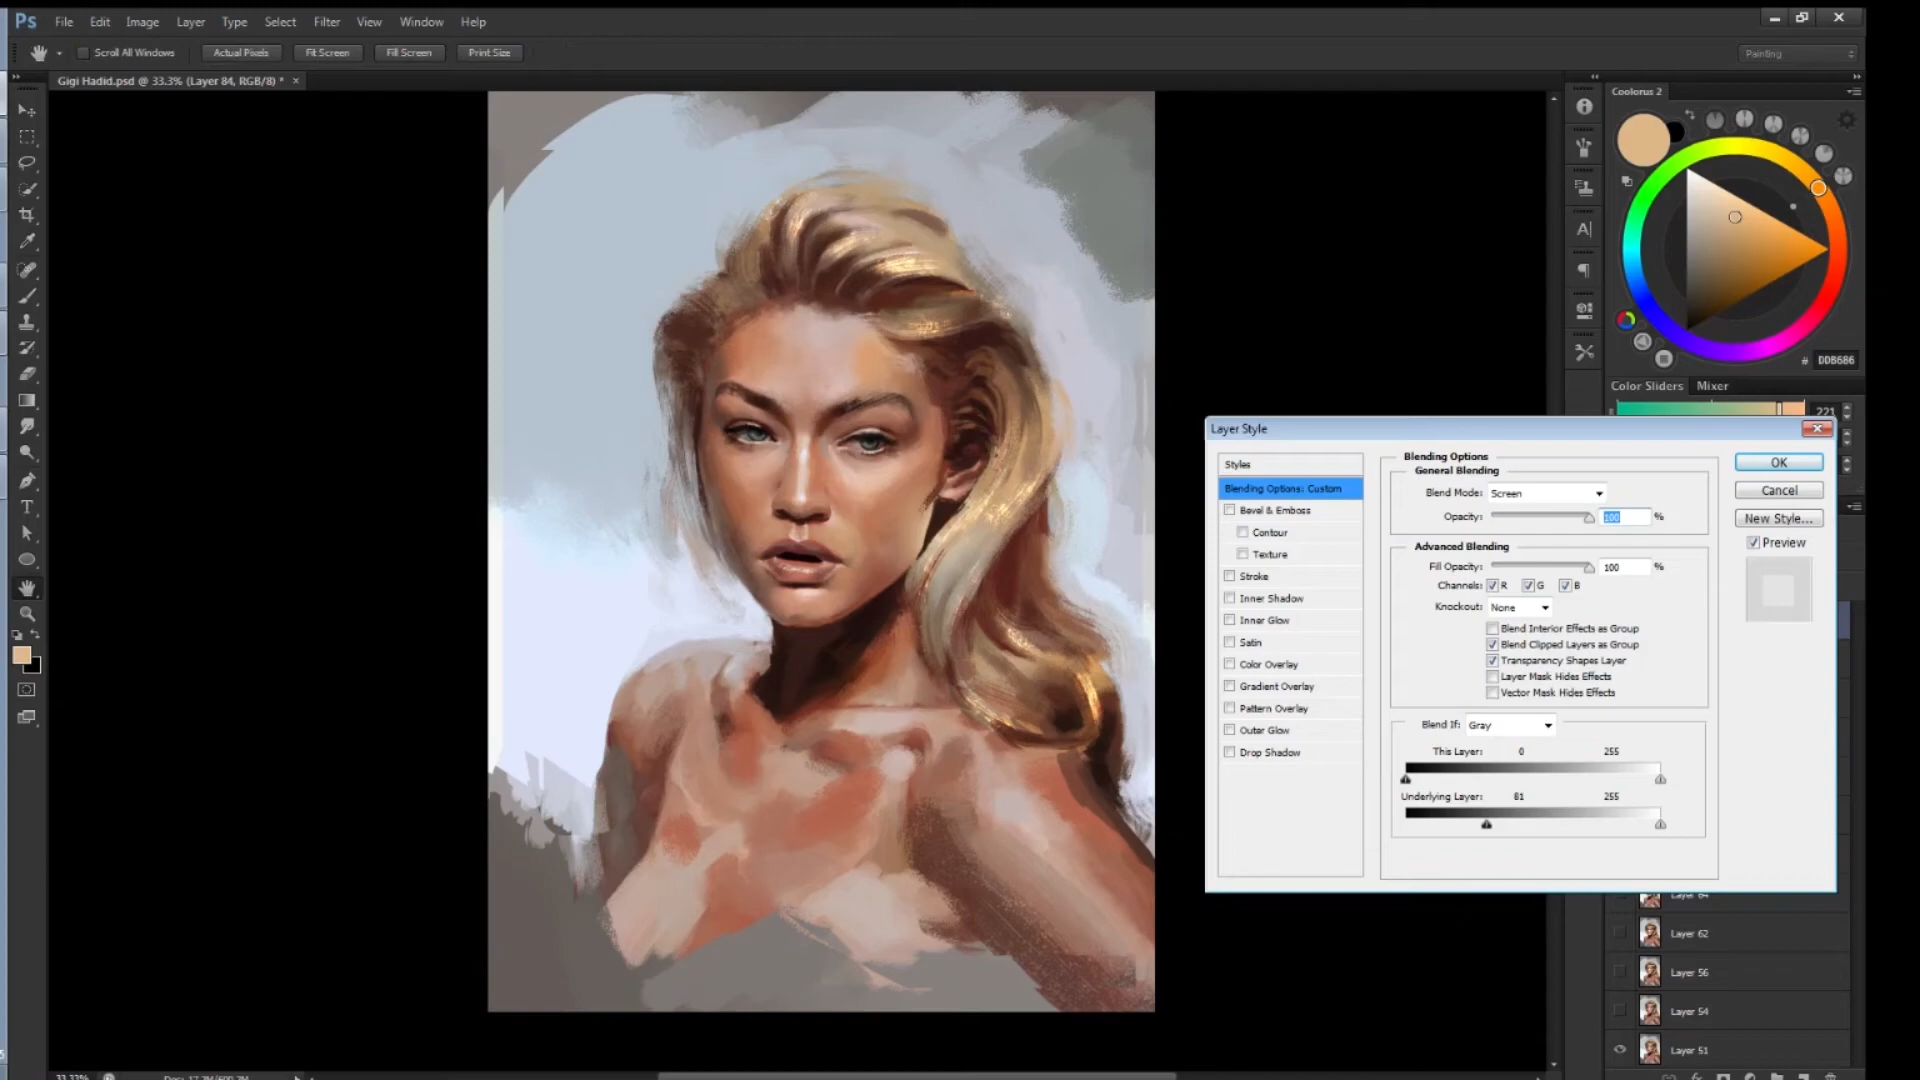 Ps File Edit Image Layer Type Select Filter View Window Help
Scroll All Windows Actual Pixels Fit Screen Fill Screen Print Size Painting
Gigi Hadid.psd @ 33.3% (Layer 84, RGB/8) * ×
Coolorus 2
# DDB686
Color Sliders Mixer
221
Layer Style
Styles
Blending Options: Custom
Bevel & Emboss
Contour
Texture
Stroke
Inner Shadow
Inner Glow
Satin
Color Overlay
Gradient Overlay
Pattern Overlay
Outer Glow
Drop Shadow
Blending Options
General Blending
Blend Mode: Screen
Opacity: 100 %
Advanced Blending
Fill Opacity: 100 %
Channels: R G B
Knockout: None
Blend Interior Effects as Group
Blend Clipped Layers as Group
Transparency Shapes Layer
Layer Mask Hides Effects
Vector Mask Hides Effects
Blend If: Gray
This Layer: 0 255
Underlying Layer: 81 255
OK
Cancel
New Style...
Preview
Layer 62
Layer 56
Layer 54
Layer 51
33.33%